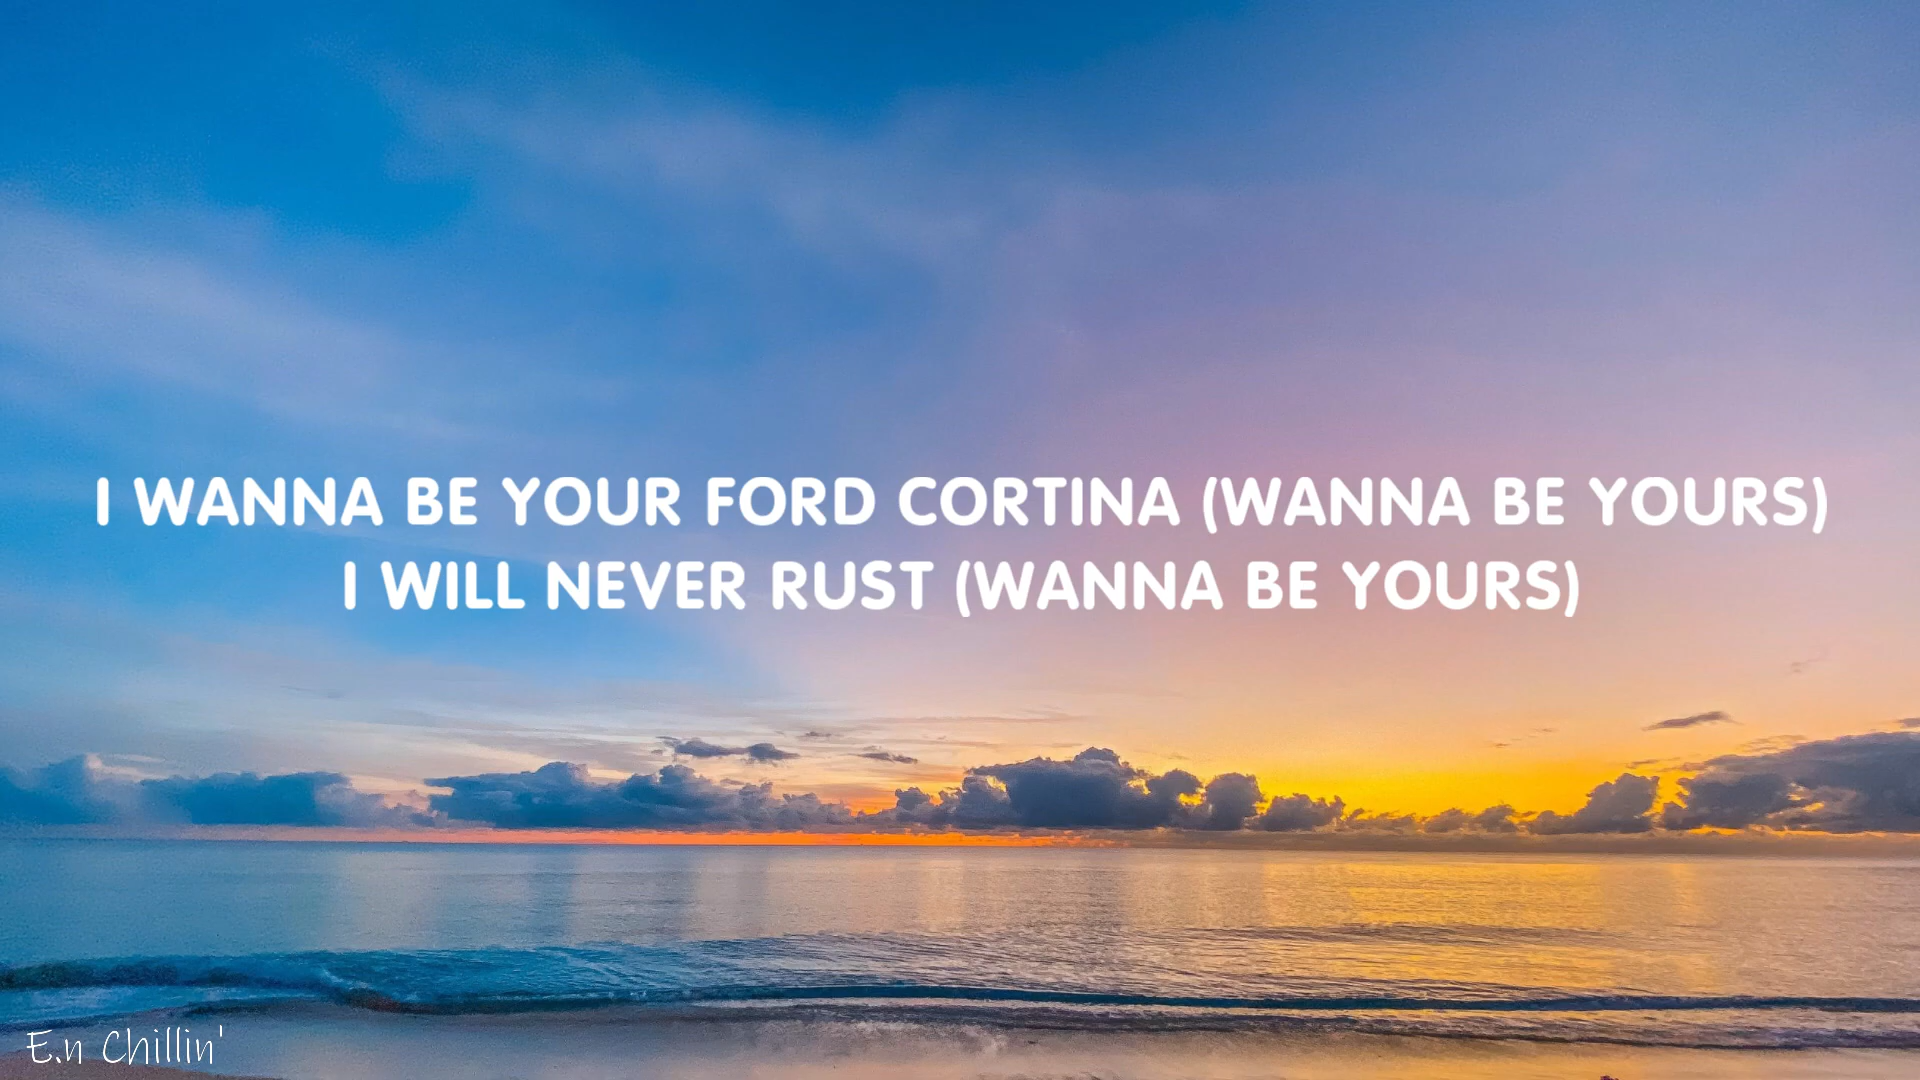 I WANNA BE YOUR FORD CORTINA (WANNA BE YOURS)
I WILL NEVER RUST (WANNA BE YOURS)
E.n Chillin'